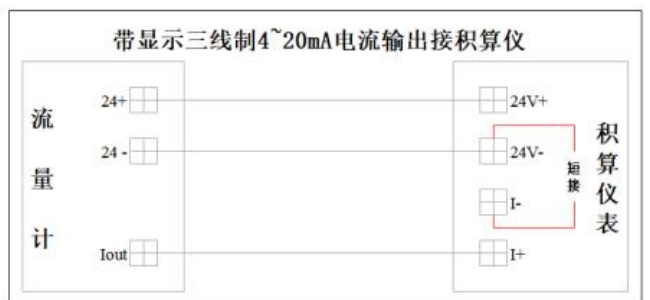 带显示三线制4~20mA电流输出接积算仪
流量计
24+
24 -
Iout
24V+
24V-
I-
I+
短接
积算仪表